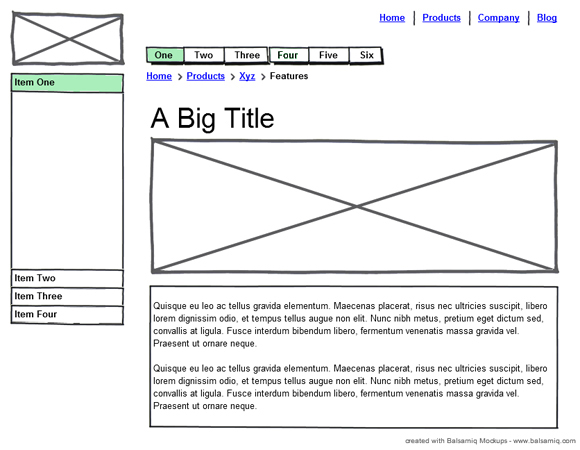 Home Products Company Blog
One Two Three Four Five Six
Home > Products > Xyz > Features
Item One
Item Two
Item Three
Item Four
A Big Title
Quisque eu leo ac tellus gravida elementum. Maecenas placerat, risus nec ultricies suscipit, libero
lorem dignissim odio, et tempus tellus augue non elit. Nunc nibh metus, pretium eget dictum sed,
convallis at ligula. Fusce interdum bibendum libero, fermentum venenatis massa gravida vel.
Praesent ut ornare neque.
Quisque eu leo ac tellus gravida elementum. Maecenas placerat, risus nec ultricies suscipit, libero
lorem dignissim odio, et tempus tellus augue non elit. Nunc nibh metus, pretium eget dictum sed,
convallis at ligula. Fusce interdum bibendum libero, fermentum venenatis massa gravida vel.
Praesent ut ornare neque.
created with Balsamiq Mockups - www.balsamiq.com